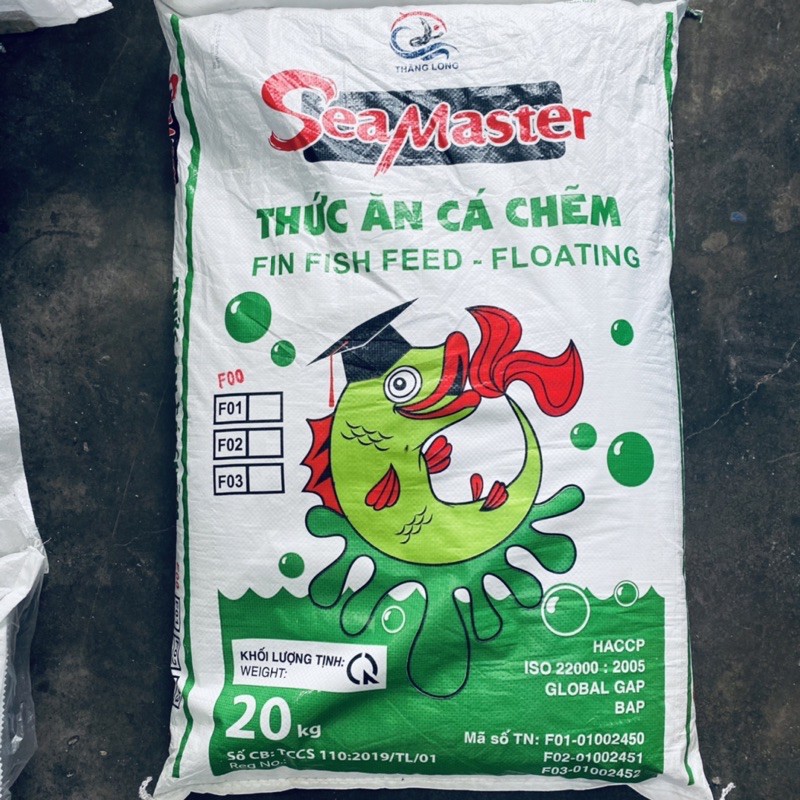 THĂNG LONG
SeaMaster
THỨC ĂN CÁ CHẼM
FIN FISH FEED - FLOATING
F00
F01
F02
F03
KHỐI LƯỢNG TỊNH:
WEIGHT:
20 kg
Số CB: TCCS 110:2019/TL/01
Reg No.:
HACCP
ISO 22000 : 2005
GLOBAL GAP
BAP
Mã số TN: F01-01002450
F02-01002451
F03-01002452